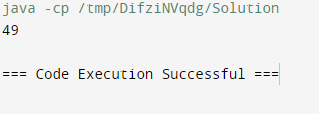 java -cp /tmp/DifziNVqdg/Solution
49
=== Code Execution Successful ===